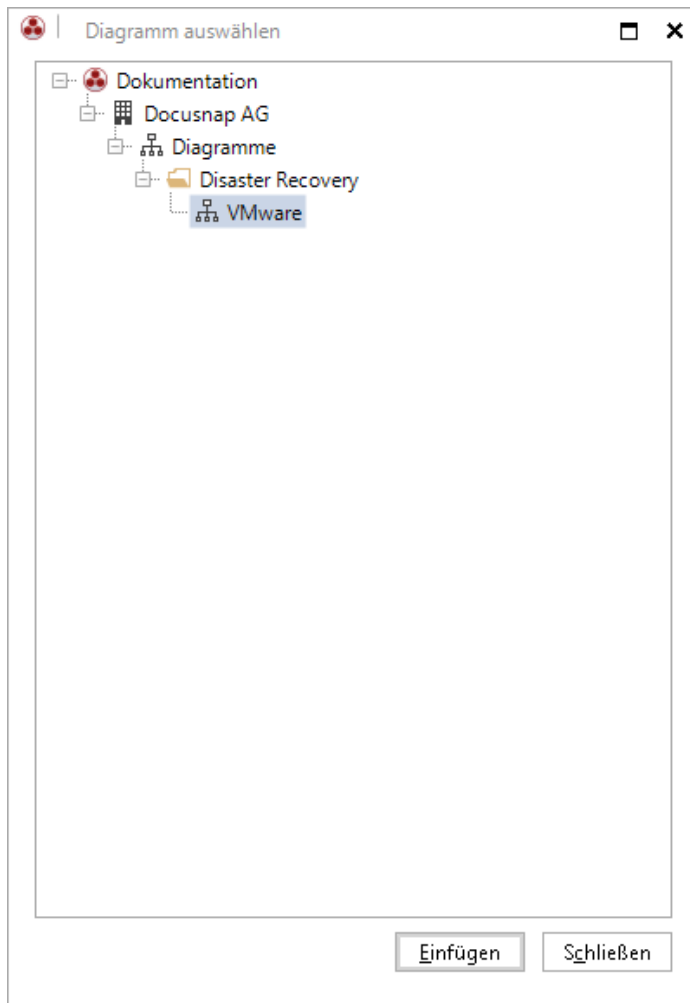 Diagramm auswählen
Dokumentation
Docusnap AG
Diagramme
Disaster Recovery
VMware
Einfügen Schließen